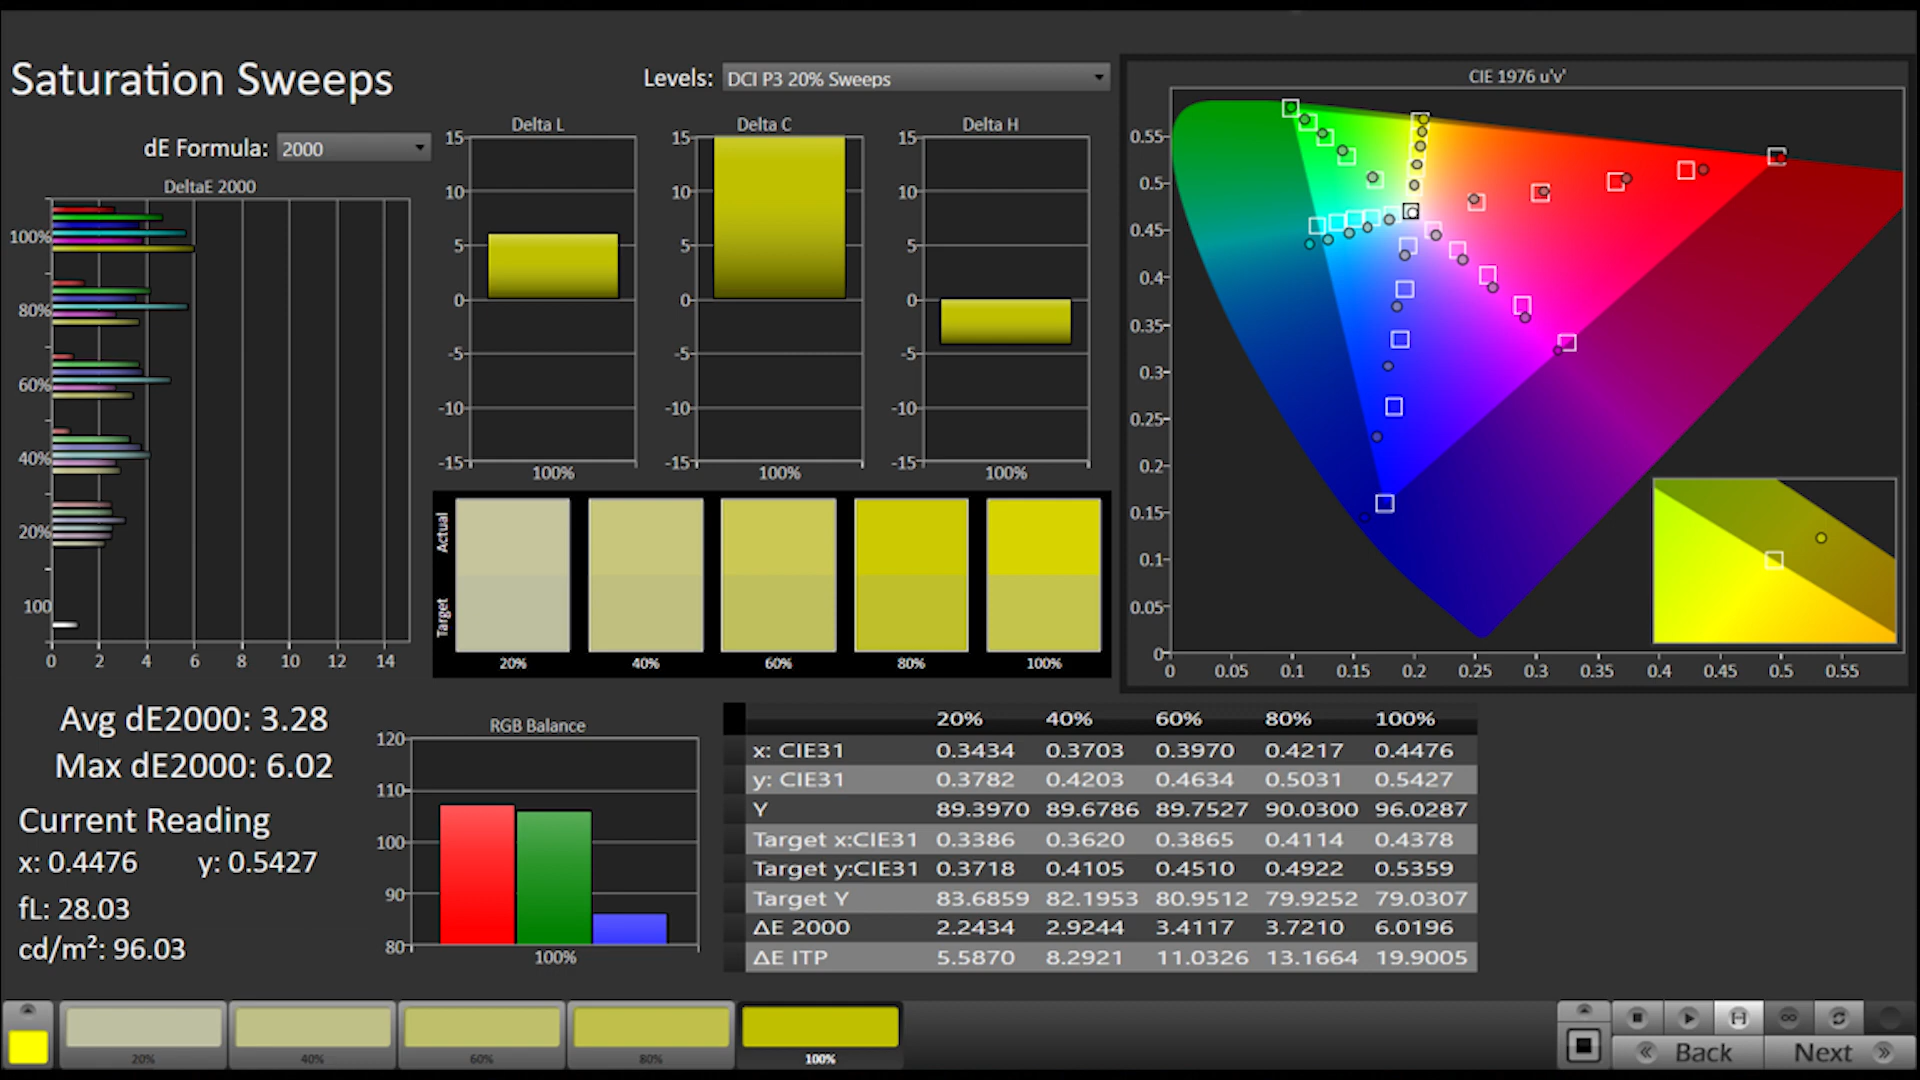 Saturation Sweeps
Levels: DCI P3 20% Sweeps
dE Formula: 2000
DeltaE 2000
100%
80%
60%
40%
20%
100
0 2 4 6 8 10 12 14
Delta L
15
10
5
0
-5
-10
-15
100%
Delta C
15
10
5
0
-5
-10
-15
100%
Delta H
15
10
5
0
-5
-10
-15
100%
Actual
Target
20% 40% 60% 80% 100%
CIE 1976 u'v'
0.55
0.5
0.45
0.4
0.35
0.3
0.25
0.2
0.15
0.1
0.05
0
0 0.05 0.1 0.15 0.2 0.25 0.3 0.35 0.4 0.45 0.5 0.55
Avg dE2000: 3.28
Max dE2000: 6.02
Current Reading
x: 0.4476 y: 0.5427
fL: 28.03
cd/m²: 96.03
RGB Balance
120
110
100
90
80
100%
20% 40% 60% 80% 100%
x: CIE31 0.3434 0.3703 0.3970 0.4217 0.4476
y: CIE31 0.3782 0.4203 0.4634 0.5031 0.5427
Y 89.3970 89.6786 89.7527 90.0300 96.0287
Target x:CIE31 0.3386 0.3620 0.3865 0.4114 0.4378
Target y:CIE31 0.3718 0.4105 0.4510 0.4922 0.5359
Target Y 83.6859 82.1953 80.9512 79.9252 79.0307
ΔE 2000 2.2434 2.9244 3.4117 3.7210 6.0196
ΔE ITP 5.5870 8.2921 11.0326 13.1664 19.9005
20% 40% 60% 80% 100%
Back Next